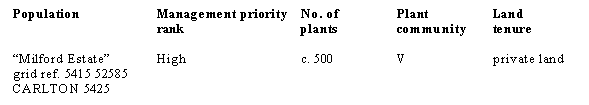 Population Management priority No. of Plant Land
rank plants community tenure
“Milford Estate” High c. 500 V private land
grid ref. 5415 52585
CARLTON 5425